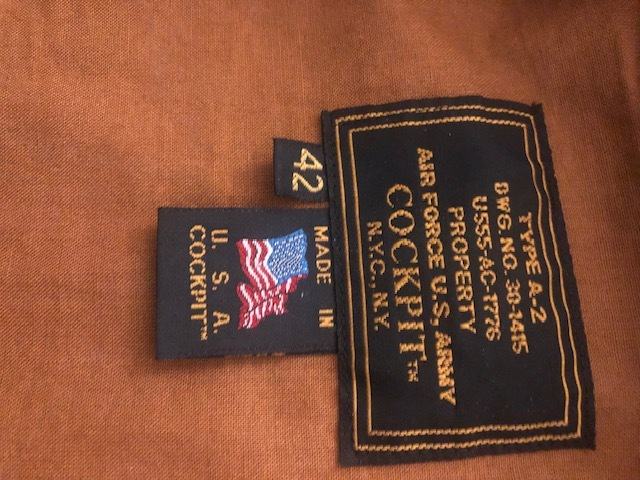 TYPE A-2
DWG. NO. 30-1415
USSS-AC-1776
PROPERTY
AIR FORCE U.S. ARMY
COCKPIT™
N.Y.C., N.Y.
42
MADE IN
U. S. A.
COCKPIT™